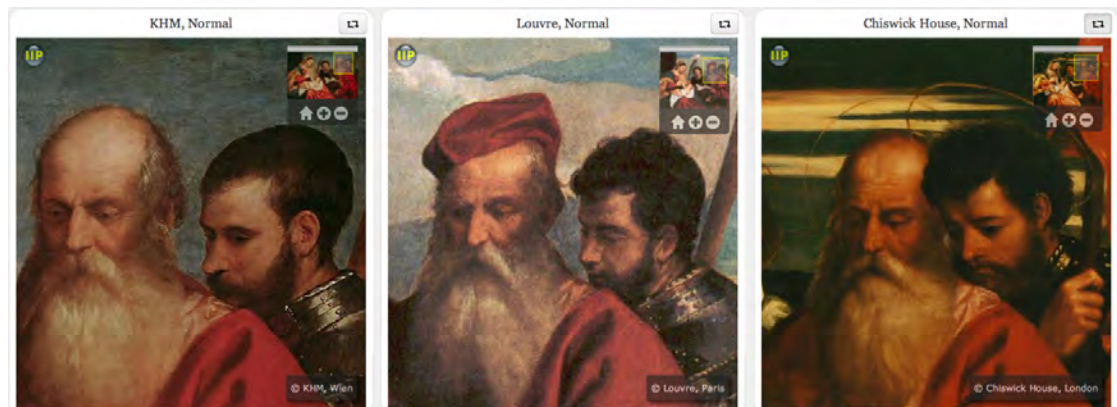 KHM, Normal
IIP
© KHM, Wien
Louvre, Normal
IIP
© Louvre, Paris
Chiswick House, Normal
IIP
© Chiswick House, London